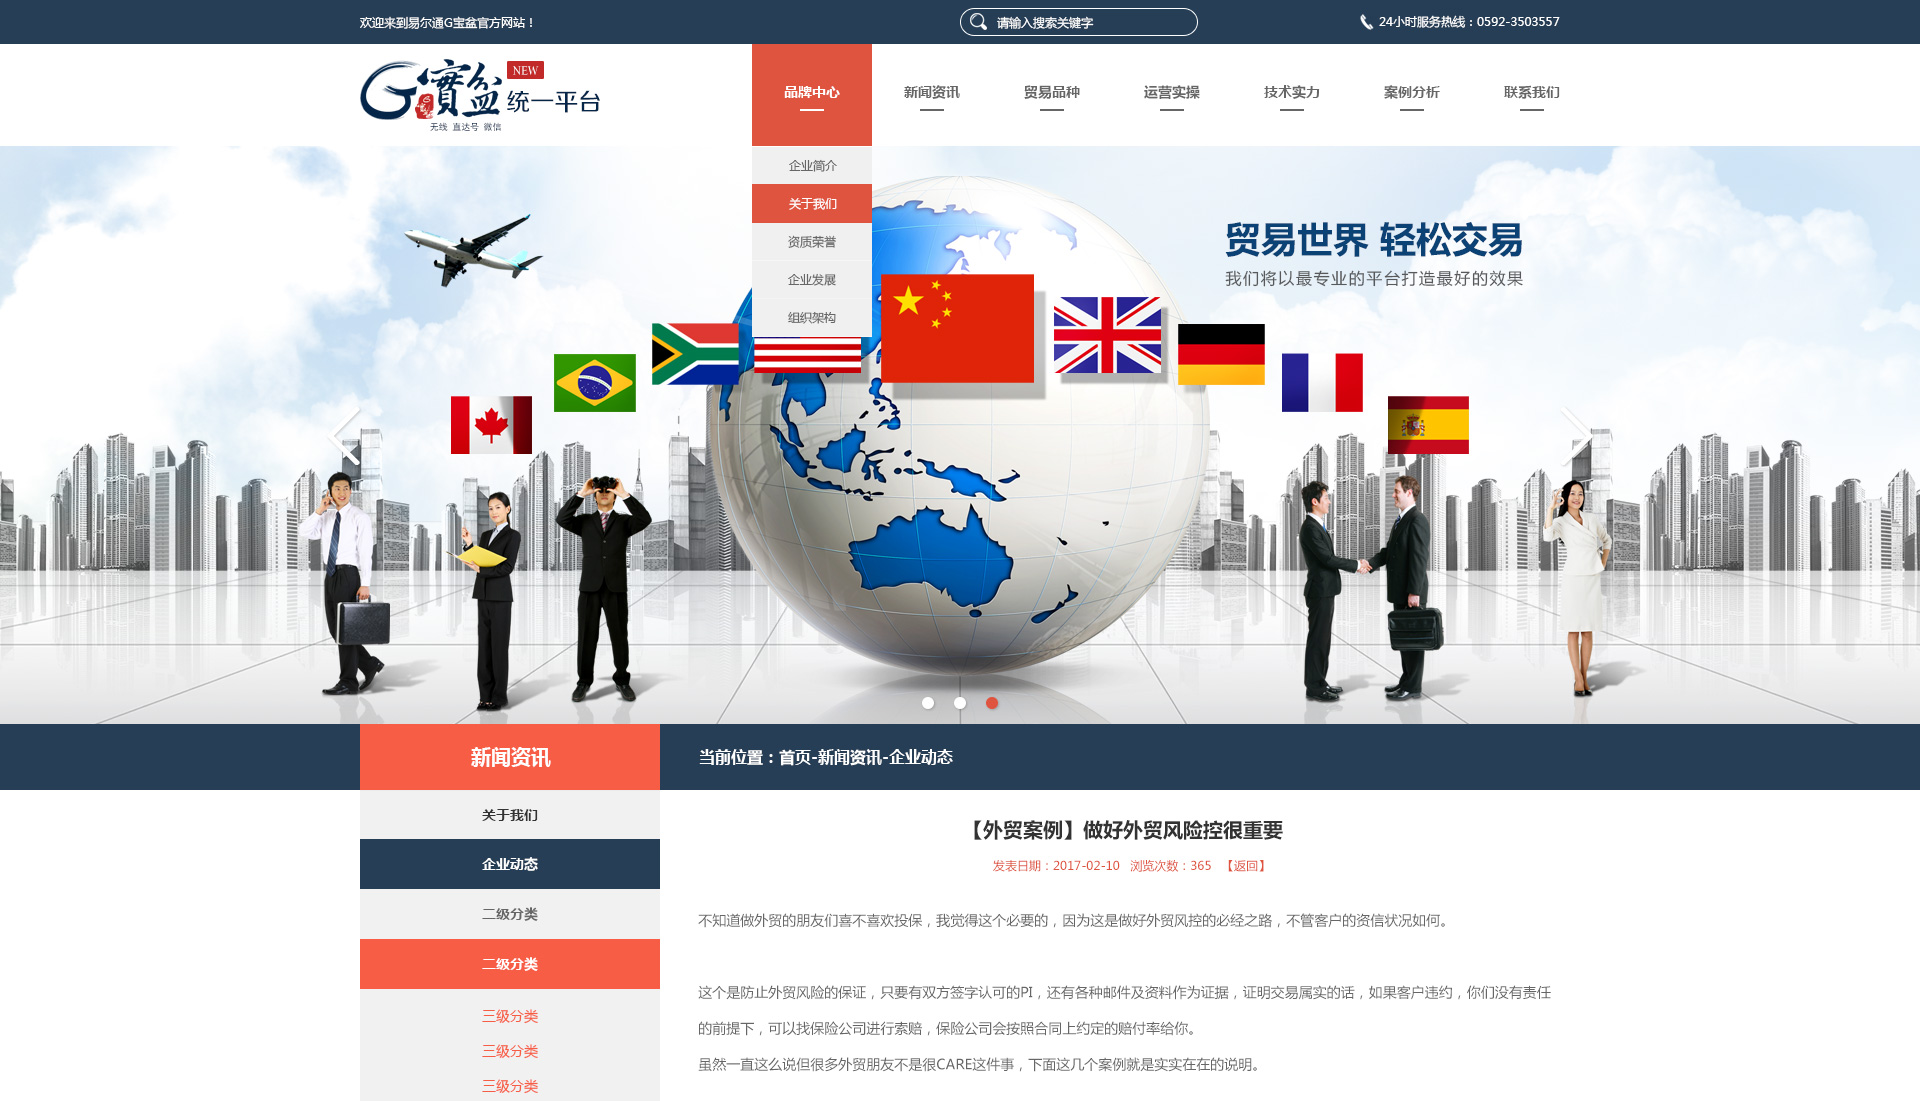 欢迎来到易尔通G宝盆官方网站！
请输入搜索关键字
24小时服务热线：0592-3503557
G寶盆 NEW 统一平台
无线 直达号 微信
品牌中心
新闻资讯
贸易品种
运营实操
技术实力
案例分析
联系我们
企业简介
关于我们
资质荣誉
企业发展
组织架构
贸易世界 轻松交易
我们将以最专业的平台打造最好的效果
新闻资讯
当前位置：首页-新闻资讯-企业动态
关于我们
企业动态
二级分类
二级分类
三级分类
三级分类
三级分类
【外贸案例】做好外贸风险控很重要
发表日期：2017-02-10 浏览次数：365 【返回】
不知道做外贸的朋友们喜不喜欢投保，我觉得这个必要的，因为这是做好外贸风控的必经之路，不管客户的资信状况如何。
这个是防止外贸风险的保证，只要有双方签字认可的PI，还有各种邮件及资料作为证据，证明交易属实的话，如果客户违约，你们没有责任
的前提下，可以找保险公司进行索赔，保险公司会按照合同上约定的赔付率给你。
虽然一直这么说但很多外贸朋友不是很CARE这件事，下面这几个案例就是实实在在的说明。